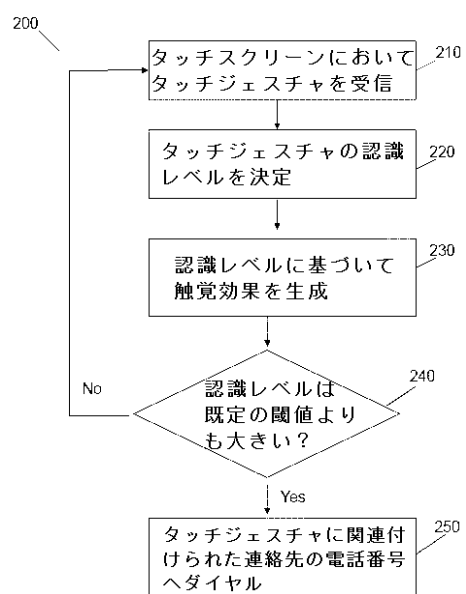 200
タッチスクリーンにおいて
タッチジェスチャを受信
210
タッチジェスチャの認識
レベルを決定
220
認識レベルに基づいて
触覚効果を生成
230
認識レベルは
既定の閾値より
も大きい？
240
No
Yes
タッチジェスチャに関連付
けられた連絡先の電話番号
へダイヤル
250